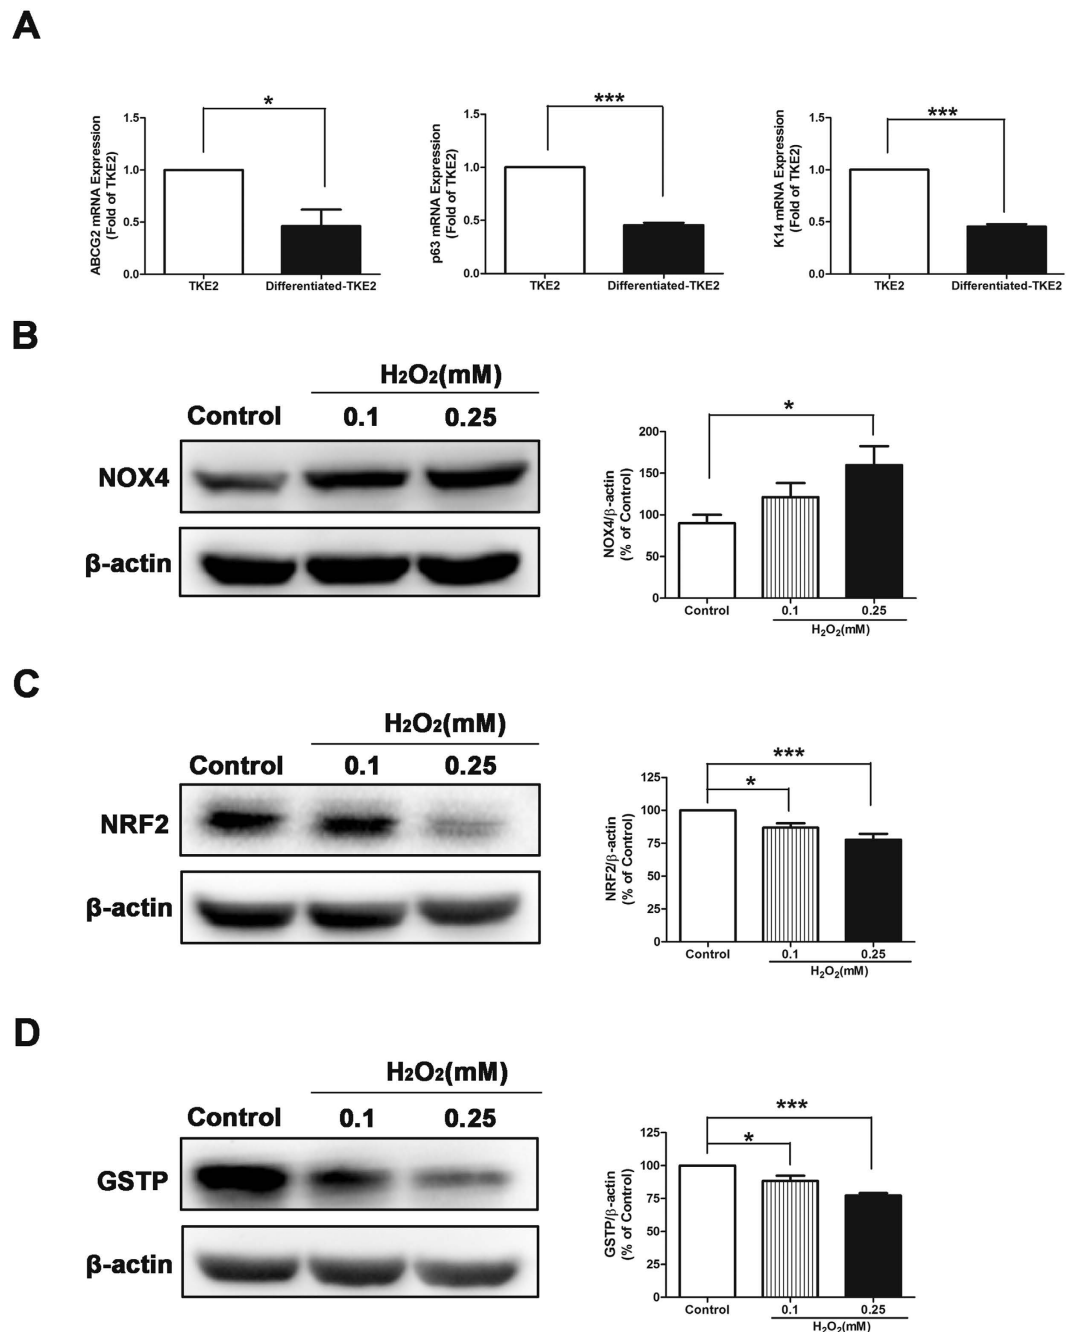 A
ABCG2 mRNA Expression
(Fold of TKE2)
1.5
1.0
0.5
0.0
*
TKE2
Differentiated-TKE2
p63 mRNA Expression
(Fold of TKE2)
1.5
1.0
0.5
0.0
***
TKE2
Differentiated-TKE2
K14 mRNA Expression
(Fold of TKE2)
1.5
1.0
0.5
0.0
***
TKE2
Differentiated-TKE2
B
H₂O₂(mM)
Control 0.1 0.25
NOX4
β-actin
NOX4/β-actin
(% of Control)
200
150
100
50
0
*
Control 0.1 0.25
H₂O₂(mM)
C
H₂O₂(mM)
Control 0.1 0.25
NRF2
β-actin
NRF2/β-actin
(% of Control)
125
100
75
50
25
0
***
*
Control 0.1 0.25
H₂O₂(mM)
D
H₂O₂(mM)
Control 0.1 0.25
GSTP
β-actin
GSTP/β-actin
(% of Control)
125
100
75
50
25
0
***
*
Control 0.1 0.25
H₂O₂(mM)